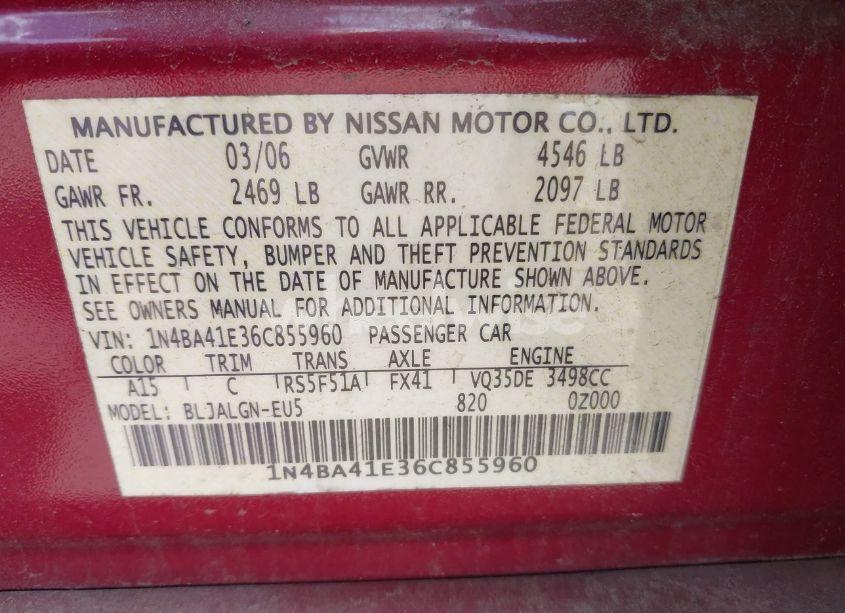 MANUFACTURED BY NISSAN MOTOR CO., LTD.
DATE 03/06 GVWR 4546 LB
GAWR FR. 2469 LB GAWR RR. 2097 LB
THIS VEHICLE CONFORMS TO ALL APPLICABLE FEDERAL MOTOR
VEHICLE SAFETY, BUMPER AND THEFT PREVENTION STANDARDS
IN EFFECT ON THE DATE OF MANUFACTURE SHOWN ABOVE.
SEE OWNERS MANUAL FOR ADDITIONAL INFORMATION.
VIN: 1N4BA41E36C855960 PASSENGER CAR
COLOR TRIM TRANS AXLE ENGINE
A15 C RS5F51A FX41 VQ35DE 3498CC
MODEL: BLJALGN-EU5 820 0Z000
1N4BA41E36C855960